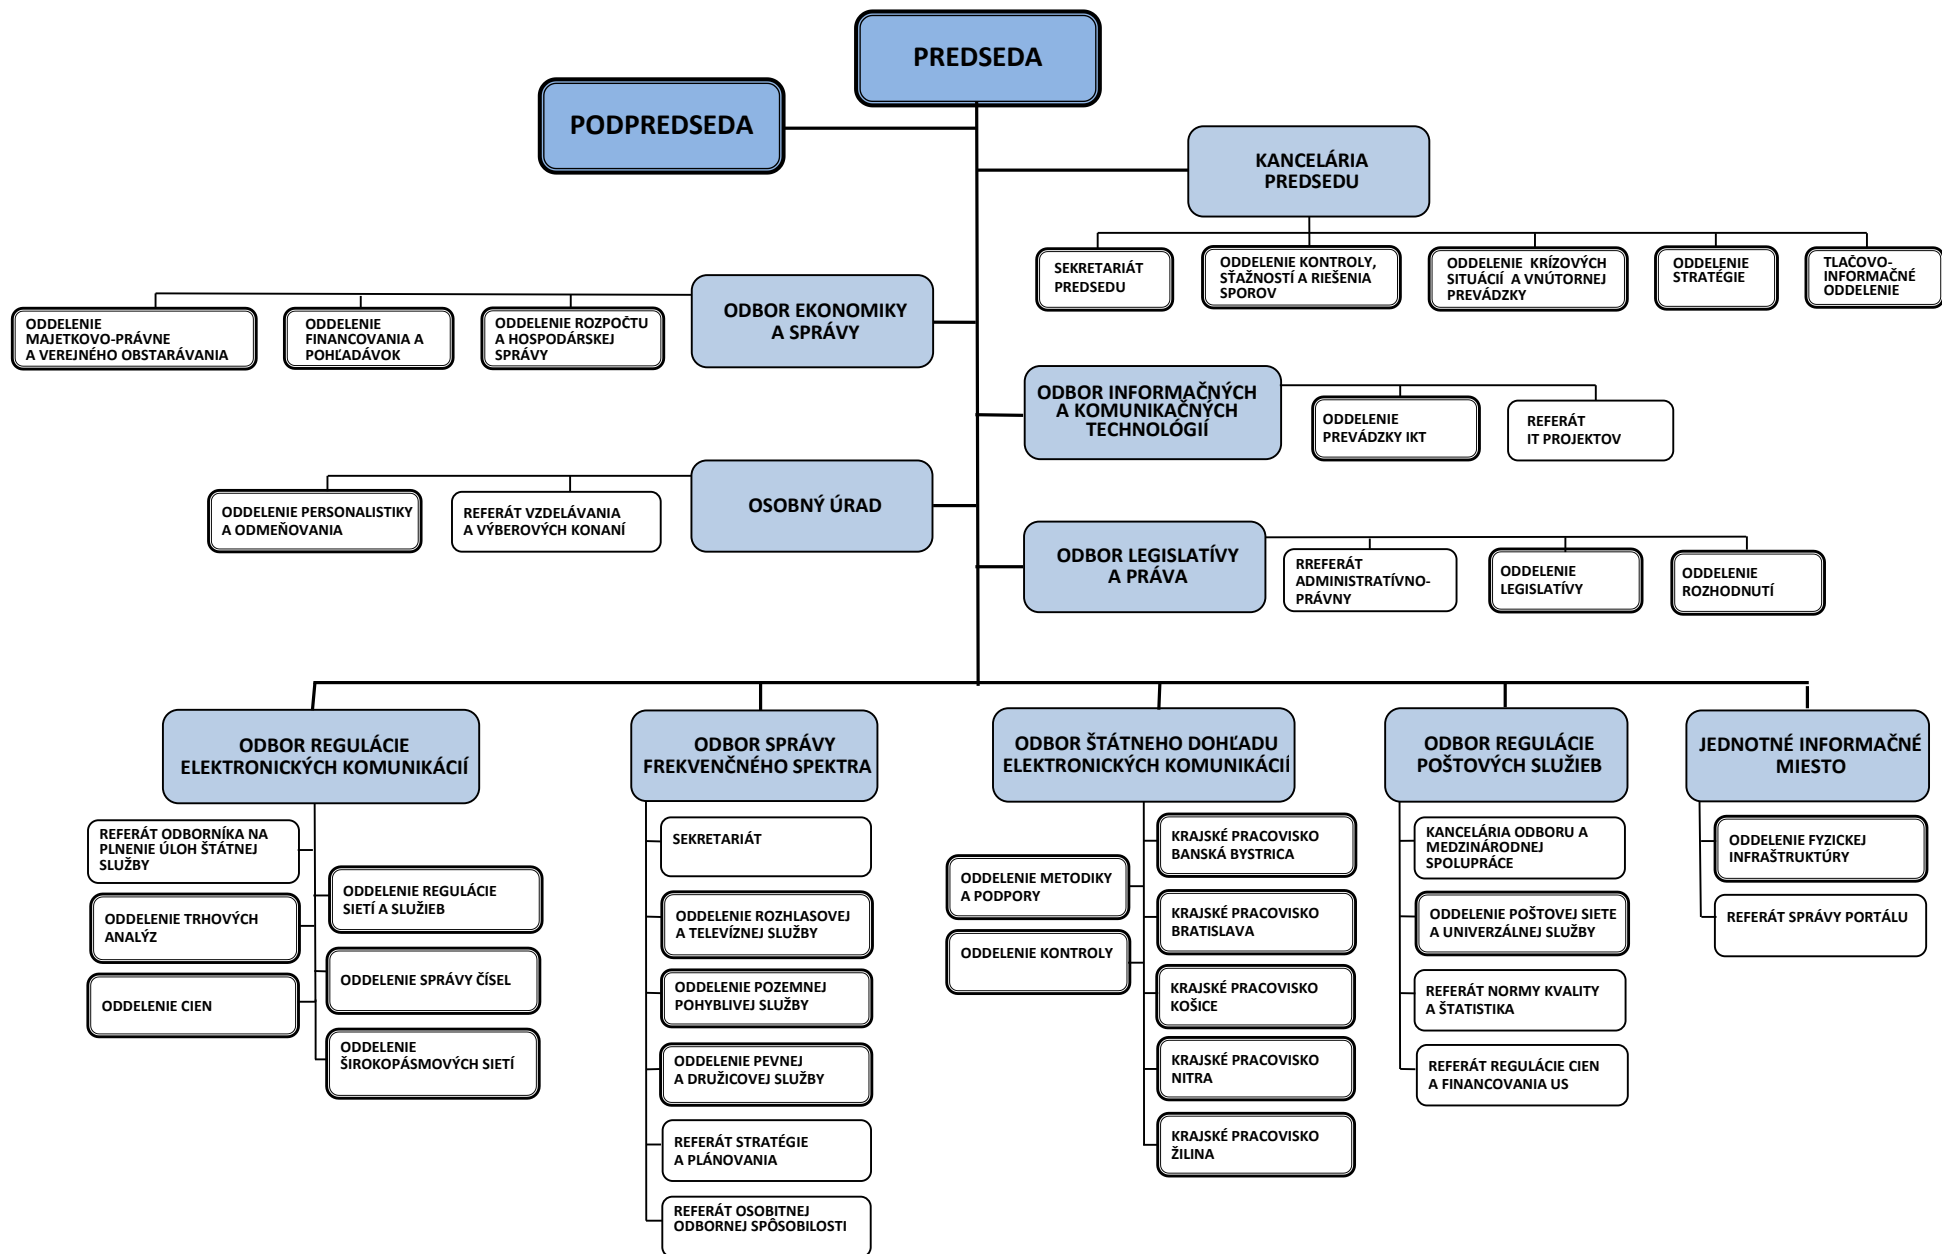 PREDSEDA
PODPREDSEDA
KANCELÁRIA
PREDSEDU
SEKRETARIÁT
PREDSEDU
ODDELENIE KONTROLY,
SŤAŽNOSTÍ A RIEŠENIA
SPOROV
ODDELENIE KRÍZOVÝCH
SITUÁCIÍ A VNÚTORNEJ
PREVÁDZKY
ODDELENIE
STRATÉGIE
TLAČOVO-
INFORMAČNÉ
ODDELENIE
ODBOR EKONOMIKY
A SPRÁVY
ODDELENIE
MAJETKOVO-PRÁVNE
A VEREJNÉHO OBSTARÁVANIA
ODDELENIE
FINANCOVANIA A
POHĽADÁVOK
ODDELENIE ROZPOČTU
A HOSPODÁRSKEJ
SPRÁVY
ODBOR INFORMAČNÝCH
A KOMUNIKAČNÝCH
TECHNOLÓGIÍ
ODDELENIE
PREVÁDZKY IKT
REFERÁT
IT PROJEKTOV
OSOBNÝ ÚRAD
ODDELENIE PERSONALISTIKY
A ODMEŇOVANIA
REFERÁT VZDELÁVANIA
A VÝBEROVÝCH KONANÍ
ODBOR LEGISLATÍVY
A PRÁVA
RREFERÁT
ADMINISTRATÍVNO-
PRÁVNY
ODDELENIE
LEGISLATÍVY
ODDELENIE
ROZHODNUTÍ
ODBOR REGULÁCIE
ELEKTRONICKÝCH KOMUNIKÁCIÍ
REFERÁT ODBORNÍKA NA
PLNENIE ÚLOH ŠTÁTNEJ
SLUŽBY
ODDELENIE REGULÁCIE
SIETÍ A SLUŽIEB
ODDELENIE TRHOVÝCH
ANALÝZ
ODDELENIE SPRÁVY ČÍSEL
ODDELENIE CIEN
ODDELENIE
ŠIROKOPÁSMOVÝCH SIETÍ
ODBOR SPRÁVY
FREKVENČNÉHO SPEKTRA
SEKRETARIÁT
ODDELENIE ROZHLASOVEJ
A TELEVÍZNEJ SLUŽBY
ODDELENIE POZEMNEJ
POHYBLIVEJ SLUŽBY
ODDELENIE PEVNEJ
A DRUŽICOVEJ SLUŽBY
REFERÁT STRATÉGIE
A PLÁNOVANIA
REFERÁT OSOBITNEJ
ODBORNEJ SPÔSOBILOSTI
ODBOR ŠTÁTNEHO DOHĽADU
ELEKTRONICKÝCH KOMUNIKÁCIÍ
ODDELENIE METODIKY
A PODPORY
ODDELENIE KONTROLY
KRAJSKÉ PRACOVISKO
BANSKÁ BYSTRICA
KRAJSKÉ PRACOVISKO
BRATISLAVA
KRAJSKÉ PRACOVISKO
KOŠICE
KRAJSKÉ PRACOVISKO
NITRA
KRAJSKÉ PRACOVISKO
ŽILINA
ODBOR REGULÁCIE
POŠTOVÝCH SLUŽIEB
KANCELÁRIA ODBORU A
MEDZINÁRODNEJ
SPOLUPRÁCE
ODDELENIE POŠTOVEJ SIETE
A UNIVERZÁLNEJ SLUŽBY
REFERÁT NORMY KVALITY
A ŠTATISTIKA
REFERÁT REGULÁCIE CIEN
A FINANCOVANIA US
JEDNOTNÉ INFORMAČNÉ
MIESTO
ODDELENIE FYZICKEJ
INFRAŠTRUKTÚRY
REFERÁT SPRÁVY PORTÁLU